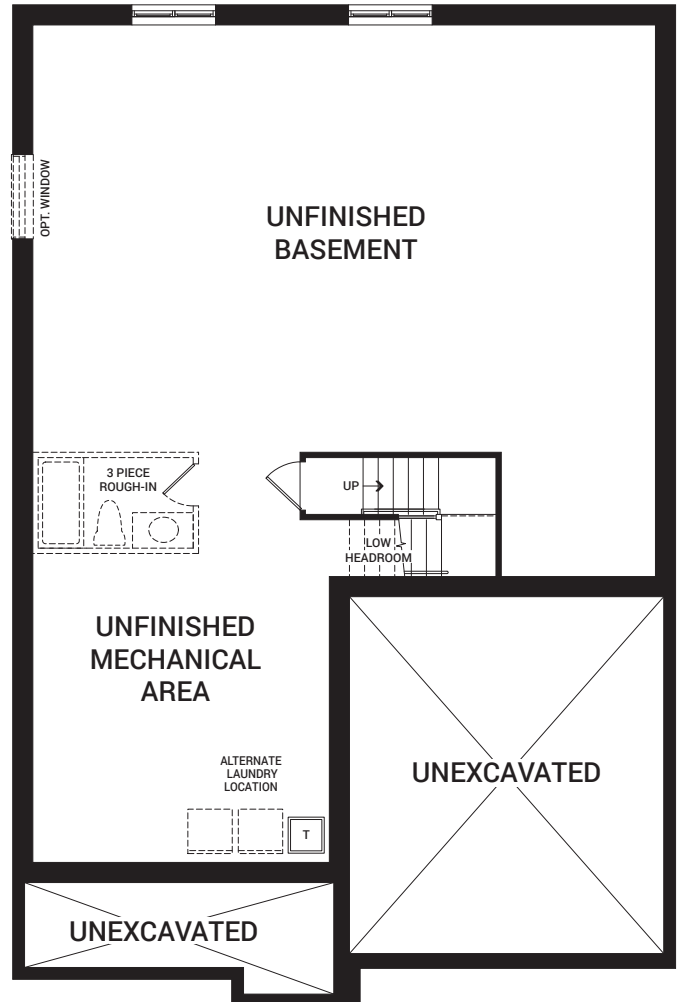 OPT. WINDOW
UNFINISHED
BASEMENT
3 PIECE
ROUGH-IN
UP
LOW
HEADROOM
UNFINISHED
MECHANICAL
AREA
ALTERNATE
LAUNDRY
LOCATION
T
UNEXCAVATED
UNEXCAVATED